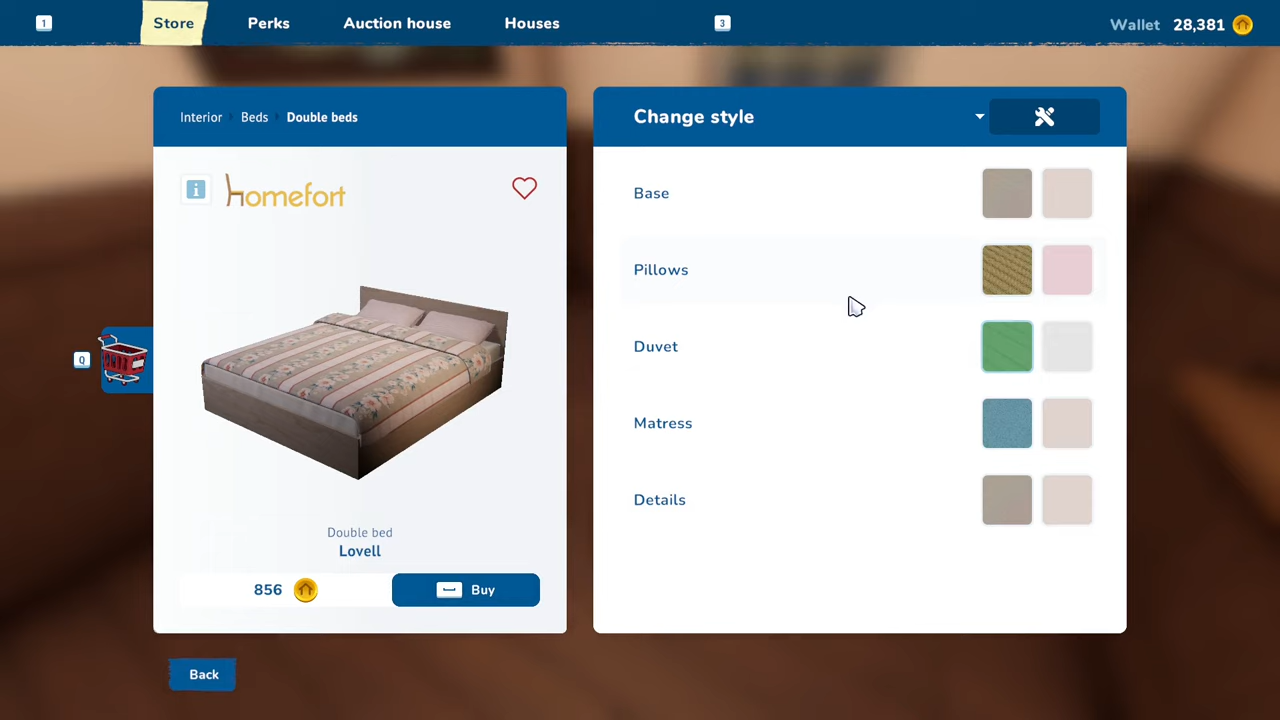 1
Store
Perks
Auction house
Houses
3
Wallet 28,381
Interior Beds Double beds
Change style
i homefort
Base
Pillows
Duvet
Matress
Details
Q
Double bed
Lovell
856
Buy
Back